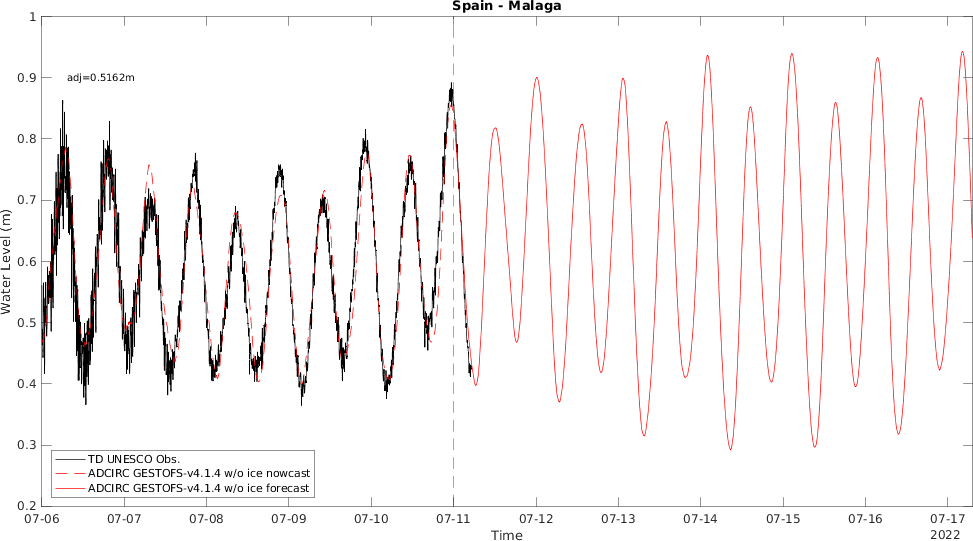 Spain - Malaga
adj=0.5162m
Water Level (m)
1
0.9
0.8
0.7
0.6
0.5
0.4
0.3
0.2
TD UNESCO Obs.
ADCIRC GESTOFS-v4.1.4 w/o ice nowcast
ADCIRC GESTOFS-v4.1.4 w/o ice forecast
07-06 07-07 07-08 07-09 07-10 07-11 07-12 07-13 07-14 07-15 07-16 07-17
Time
2022